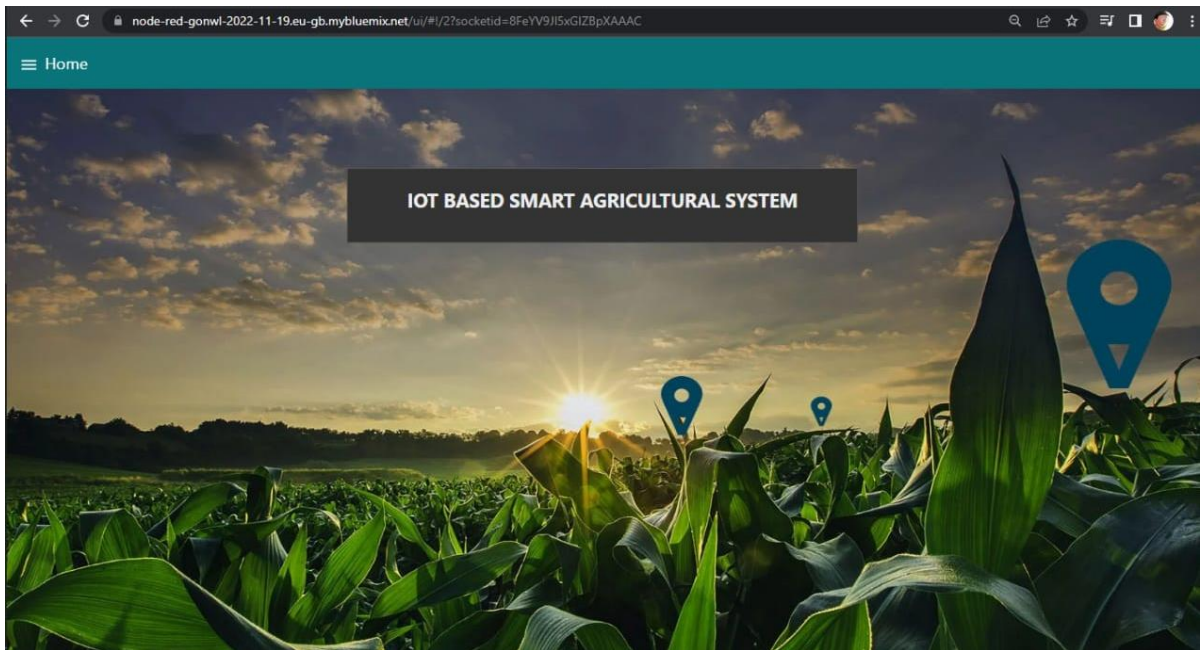 node-red-gonwl-2022-11-19.eu-gb.mybluemix.net/ui/#!/2?socketid=8FeYV9JI5xGIZBpXAAAC
Home
IOT BASED SMART AGRICULTURAL SYSTEM